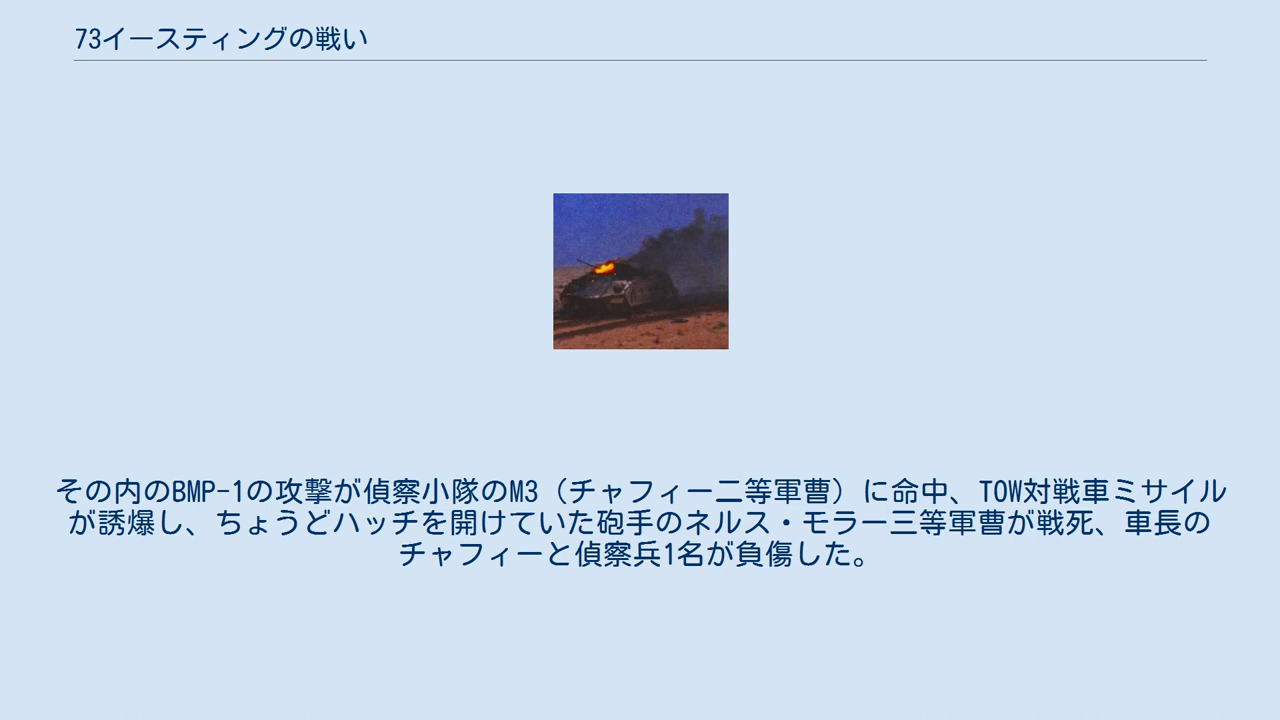 73イースティングの戦い
その内のBMP-1の攻撃が偵察小隊のM3（チャフィー二等軍曹）に命中、TOW対戦車ミサイル
が誘爆し、ちょうどハッチを開けていた砲手のネルス・モラー三等軍曹が戦死、車長の
チャフィーと偵察兵1名が負傷した。